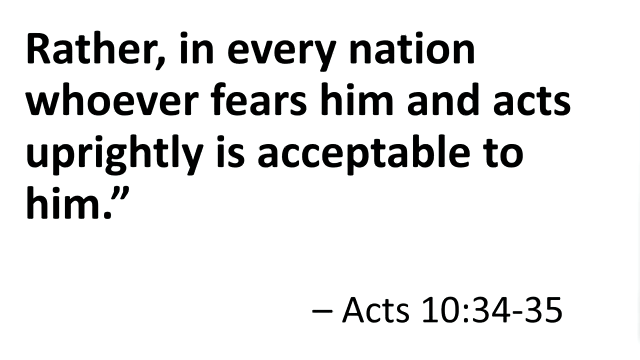 Rather, in every nation
whoever fears him and acts
uprightly is acceptable to
him.”
– Acts 10:34-35